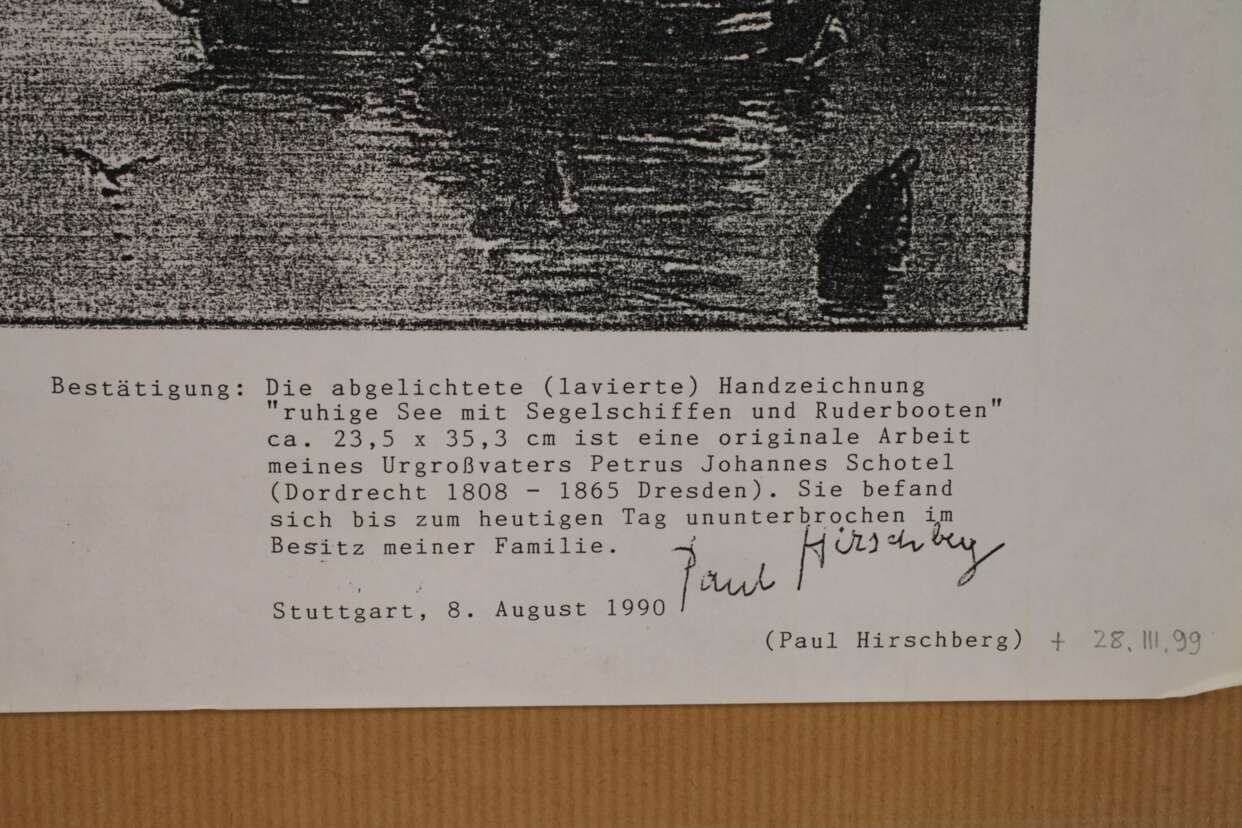 Bestätigung: Die abgelichtete (lavierte) Handzeichnung
"ruhige See mit Segelschiffen und Ruderbooten"
ca. 23,5 x 35,3 cm ist eine originale Arbeit
meines Urgroßvaters Petrus Johannes Schotel
(Dordrecht 1808 - 1865 Dresden). Sie befand
sich bis zum heutigen Tag ununterbrochen im
Besitz meiner Familie.
Paul Hirschberg
Stuttgart, 8. August 1990
(Paul Hirschberg) + 28. III. 99